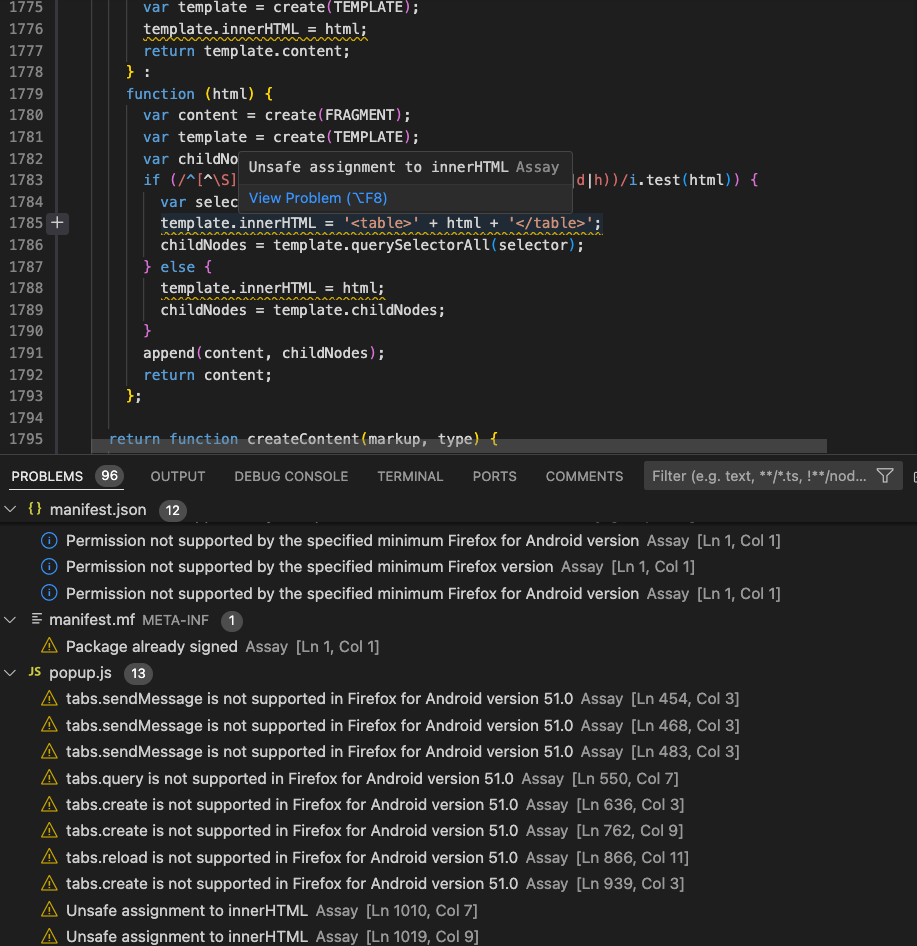 1775 var template = create(TEMPLATE);
1776 template.innerHTML = html;
1777 return template.content;
1778 } :
1779 function (html) {
1780 var content = create(FRAGMENT);
1781 var template = create(TEMPLATE);
1782 var childNo
Unsafe assignment to innerHTML Assay
1783 if (/^[^\S] |d|h))/i.test(html)) {
View Problem (⌥F8)
1784 var selec
1785 + template.innerHTML = '<table>' + html + '</table>';
1786 childNodes = template.querySelectorAll(selector);
1787 } else {
1788 template.innerHTML = html;
1789 childNodes = template.childNodes;
1790 }
1791 append(content, childNodes);
1792 return content;
1793 };
1794
1795 return function createContent(markup, type) {
PROBLEMS 96 OUTPUT DEBUG CONSOLE TERMINAL PORTS COMMENTS Filter (e.g. text, **/*.ts, !**/nod...
{} manifest.json 12
Permission not supported by the specified minimum Firefox for Android version Assay [Ln 1, Col 1]
Permission not supported by the specified minimum Firefox version Assay [Ln 1, Col 1]
Permission not supported by the specified minimum Firefox for Android version Assay [Ln 1, Col 1]
manifest.mf META-INF 1
Package already signed Assay [Ln 1, Col 1]
JS popup.js 13
tabs.sendMessage is not supported in Firefox for Android version 51.0 Assay [Ln 454, Col 3]
tabs.sendMessage is not supported in Firefox for Android version 51.0 Assay [Ln 468, Col 3]
tabs.sendMessage is not supported in Firefox for Android version 51.0 Assay [Ln 483, Col 3]
tabs.query is not supported in Firefox for Android version 51.0 Assay [Ln 550, Col 7]
tabs.create is not supported in Firefox for Android version 51.0 Assay [Ln 636, Col 3]
tabs.create is not supported in Firefox for Android version 51.0 Assay [Ln 762, Col 9]
tabs.reload is not supported in Firefox for Android version 51.0 Assay [Ln 866, Col 11]
tabs.create is not supported in Firefox for Android version 51.0 Assay [Ln 939, Col 3]
Unsafe assignment to innerHTML Assay [Ln 1010, Col 7]
Unsafe assignment to innerHTML Assay [Ln 1019, Col 9]